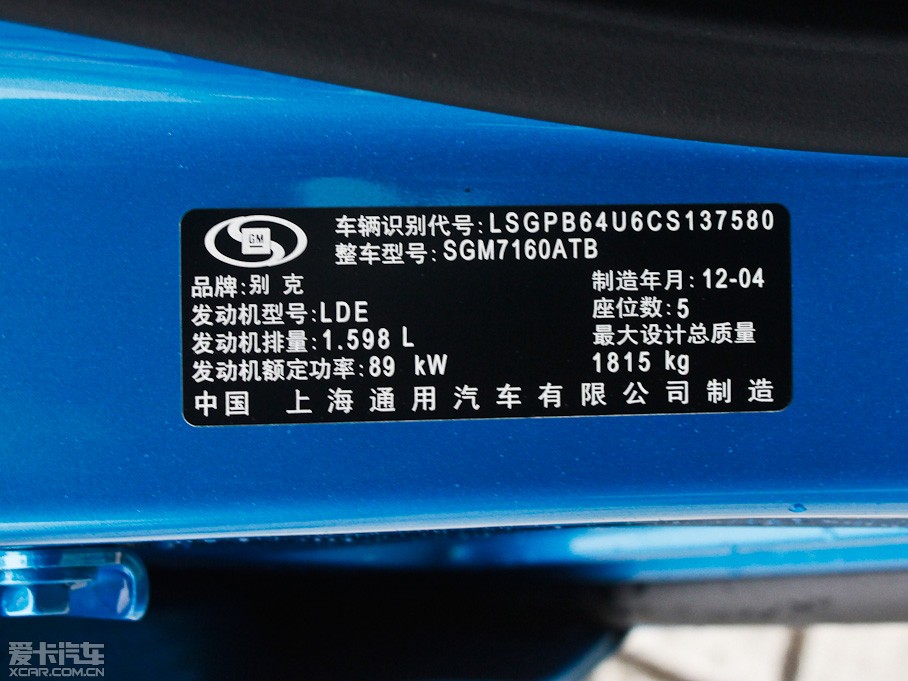 GM
车辆识别代号:LSGPB64U6CS137580
整车型号:SGM7160ATB
品牌:别克
制造年月:12-04
发动机型号:LDE
座位数:5
发动机排量:1.598 L
最大设计总质量
发动机额定功率:89 kW
1815 kg
中国 上海通用汽车有限公司制造
爱卡汽车
XCAR.COM.CN